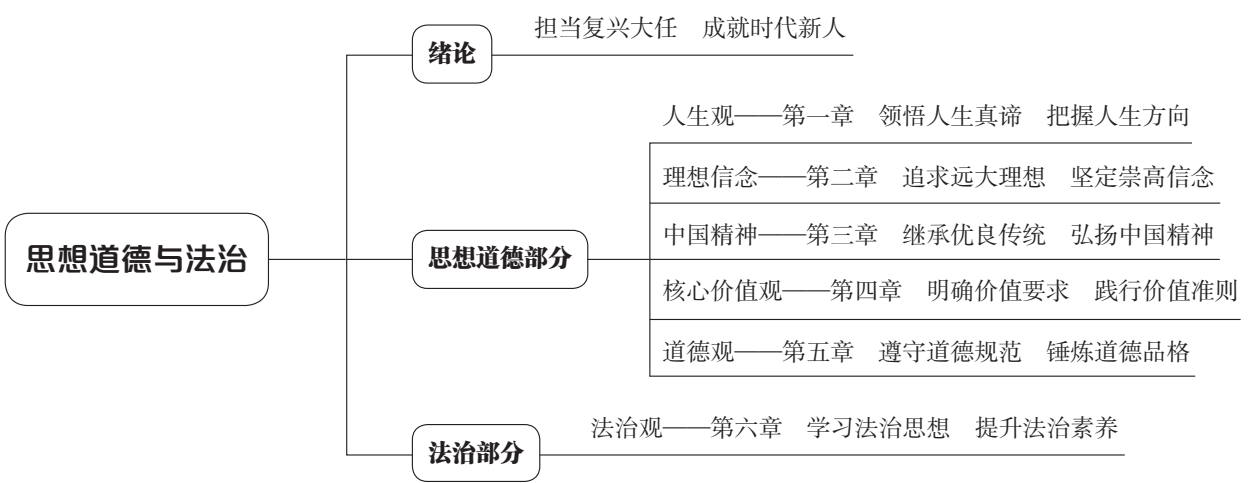 绪论
担当复兴大任 成就时代新人
人生观——第一章 领悟人生真谛 把握人生方向
理想信念——第二章 追求远大理想 坚定崇高信念
思想道德与法治
思想道德部分
中国精神——第三章 继承优良传统 弘扬中国精神
核心价值观——第四章 明确价值要求 践行价值准则
道德观——第五章 遵守道德规范 锤炼道德品格
法治部分
法治观——第六章 学习法治思想 提升法治素养